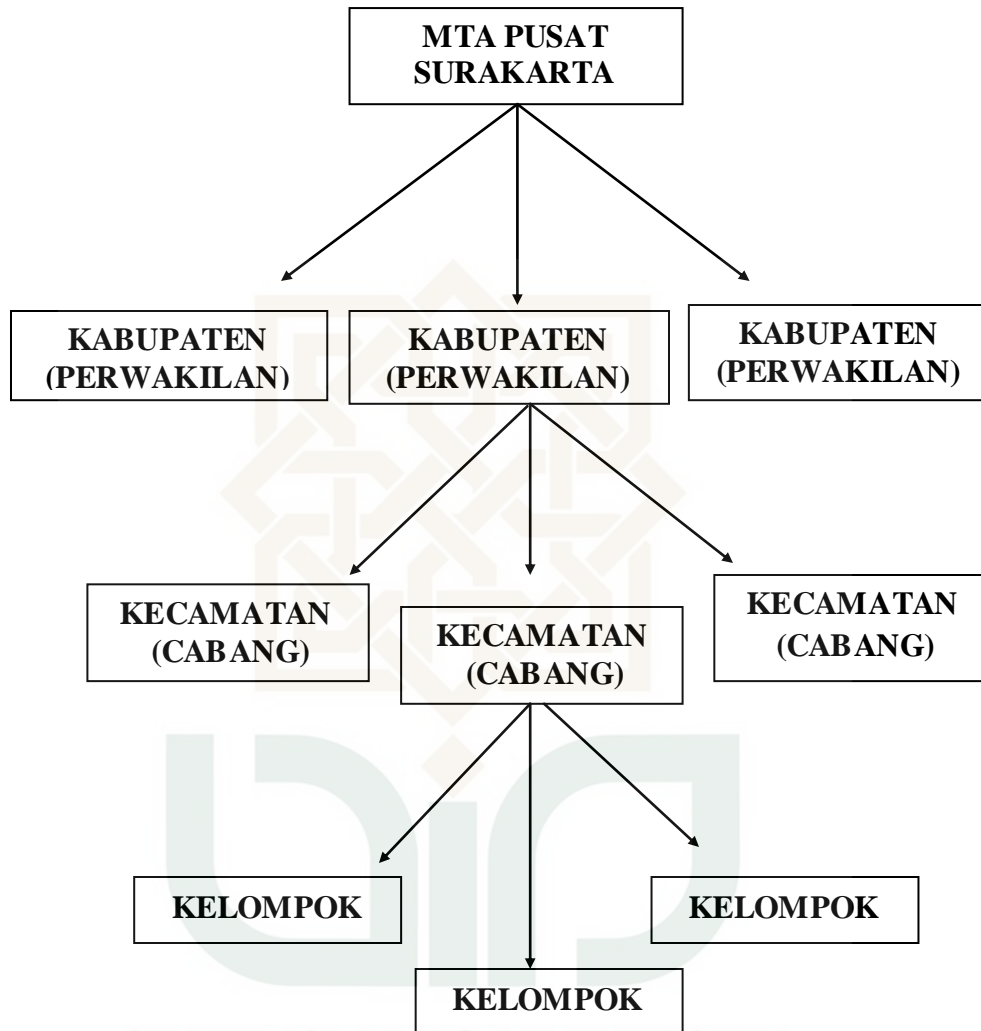 MTA PUSAT
SURAKARTA
KABUPATEN
(PERWAKILAN)
KABUPATEN
(PERWAKILAN)
KABUPATEN
(PERWAKILAN)
KECAMATAN
(CABANG)
KECAMATAN
(CABANG)
KECAMATAN
(CABANG)
KELOMPOK
KELOMPOK
KELOMPOK